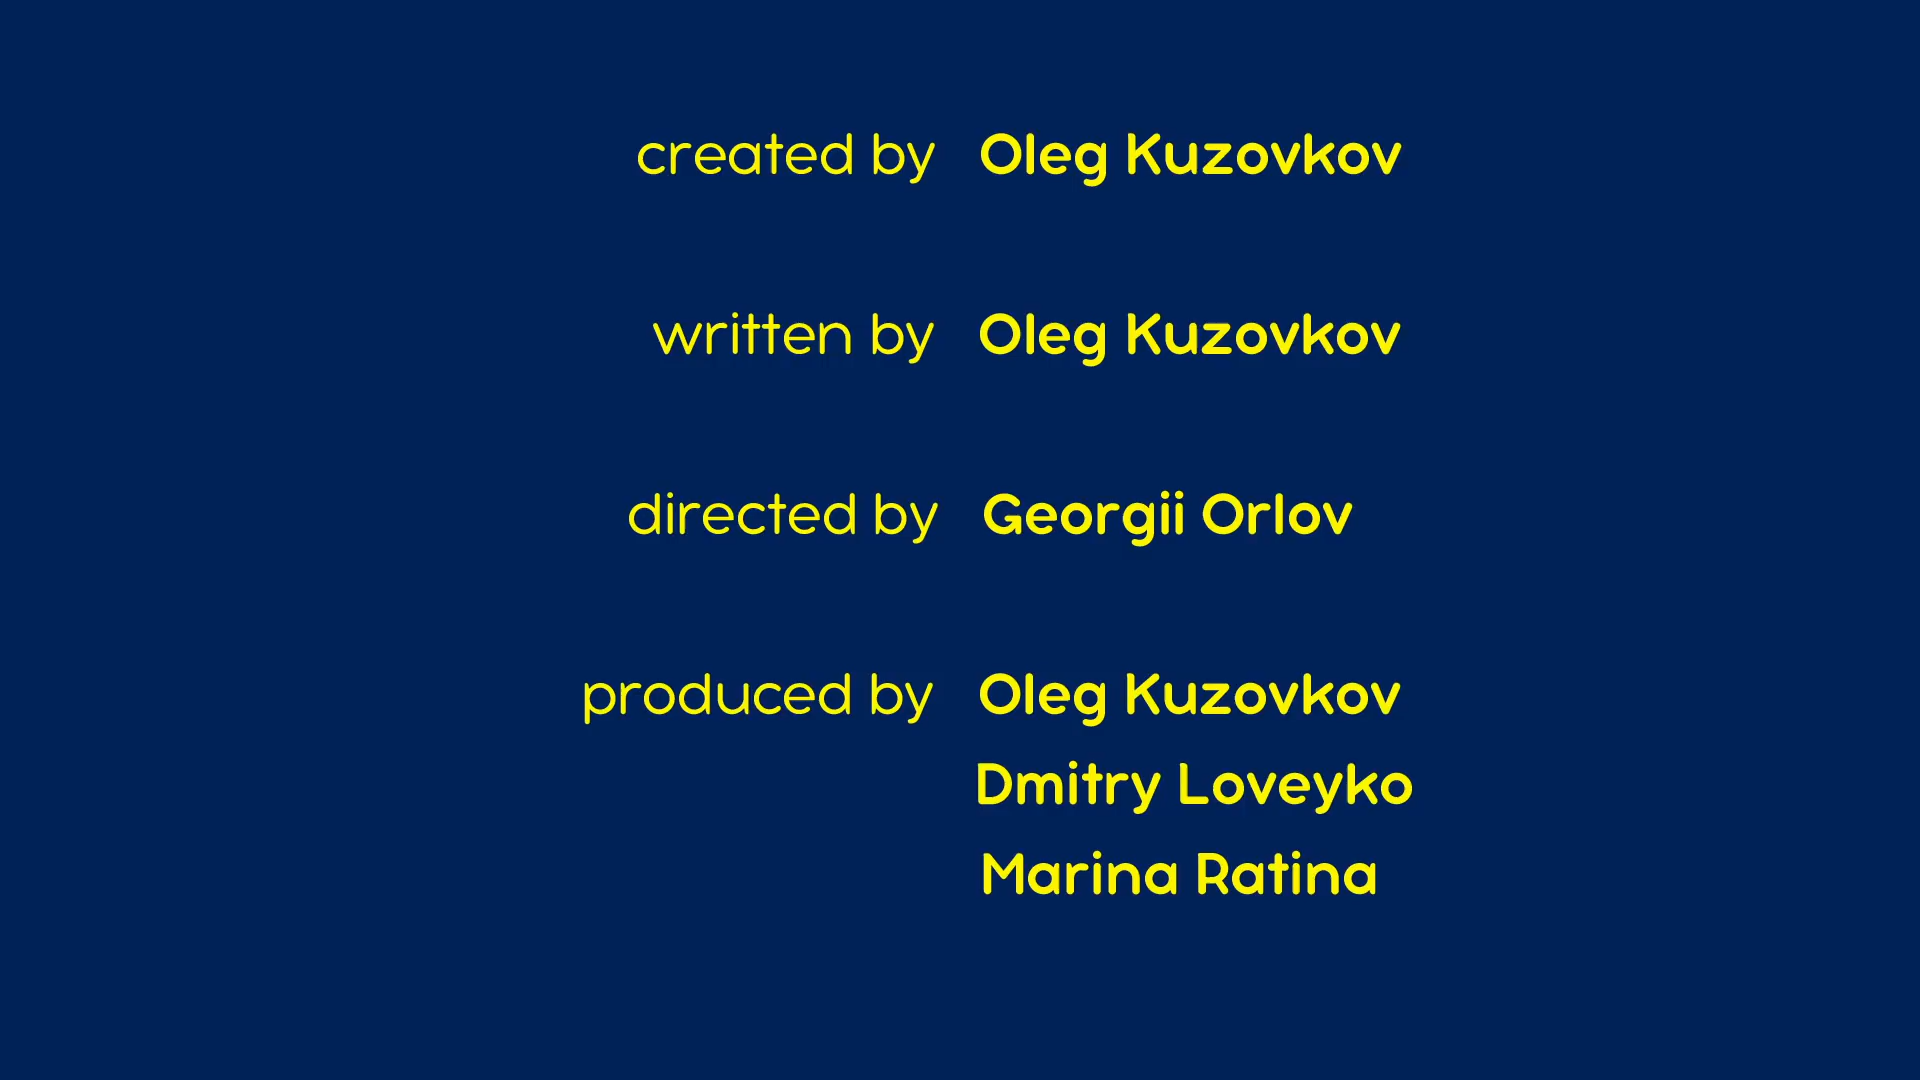 created by Oleg Kuzovkov
written by Oleg Kuzovkov
directed by Georgii Orlov
produced by Oleg Kuzovkov
Dmitry Loveyko
Marina Ratina